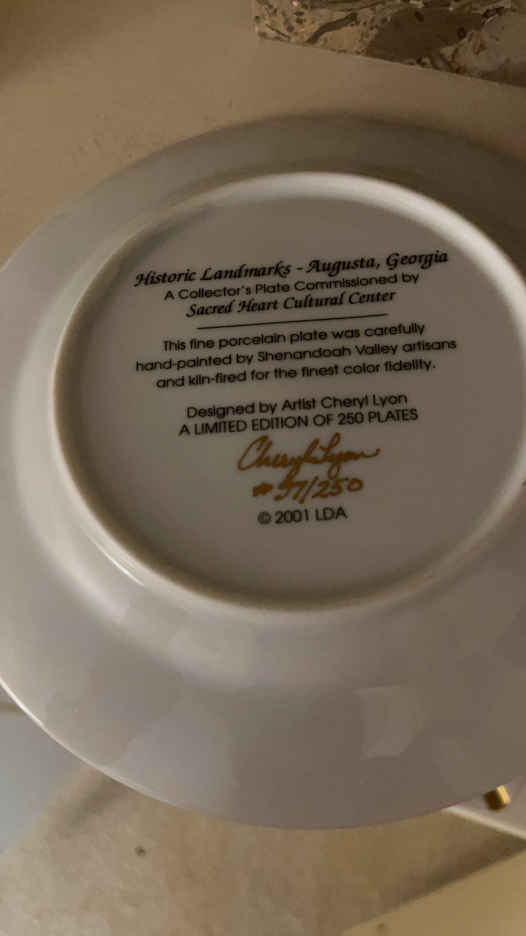 Historic Landmarks - Augusta, Georgia
A Collector's Plate Commissioned by
Sacred Heart Cultural Center
This fine porcelain plate was carefully
hand-painted by Shenandoah Valley artisans
and kiln-fired for the finest color fidelity.
Designed by Artist Cheryl Lyon
A LIMITED EDITION OF 250 PLATES
Cheryl Lyon
#57/250
© 2001 LDA